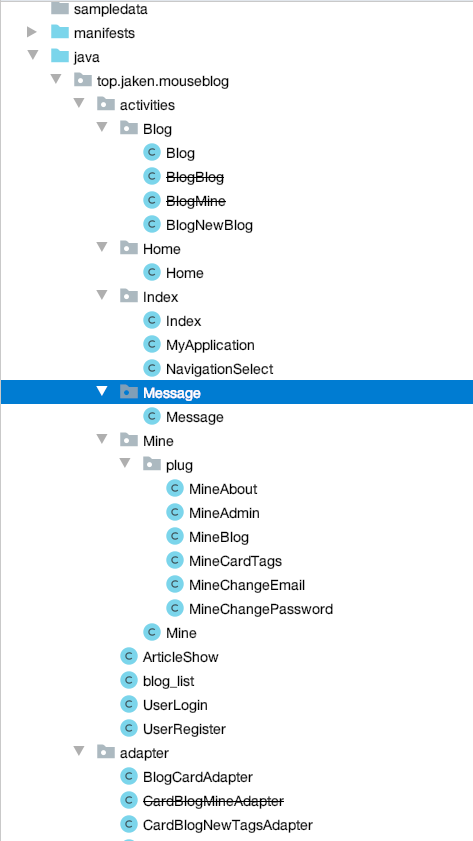 sampledata
manifests
java
top.jaken.mouseblog
activities
Blog
Blog
BlogBlog
BlogMine
BlogNewBlog
Home
Home
Index
Index
MyApplication
NavigationSelect
Message
Message
Mine
plug
MineAbout
MineAdmin
MineBlog
MineCardTags
MineChangeEmail
MineChangePassword
Mine
ArticleShow
blog_list
UserLogin
UserRegister
adapter
BlogCardAdapter
CardBlogMineAdapter
CardBlogNewTagsAdapter